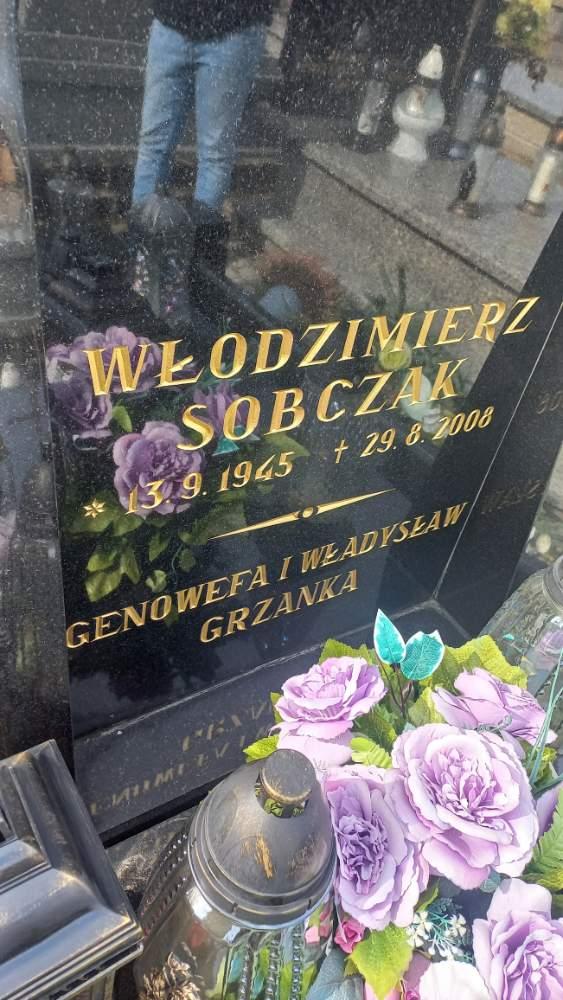 WŁODZIMIERZ
SOBCZAK
* 13. 9. 1945 † 29. 8. 2008
GENOWEFA I WŁADYSŁAW
GRZANKA